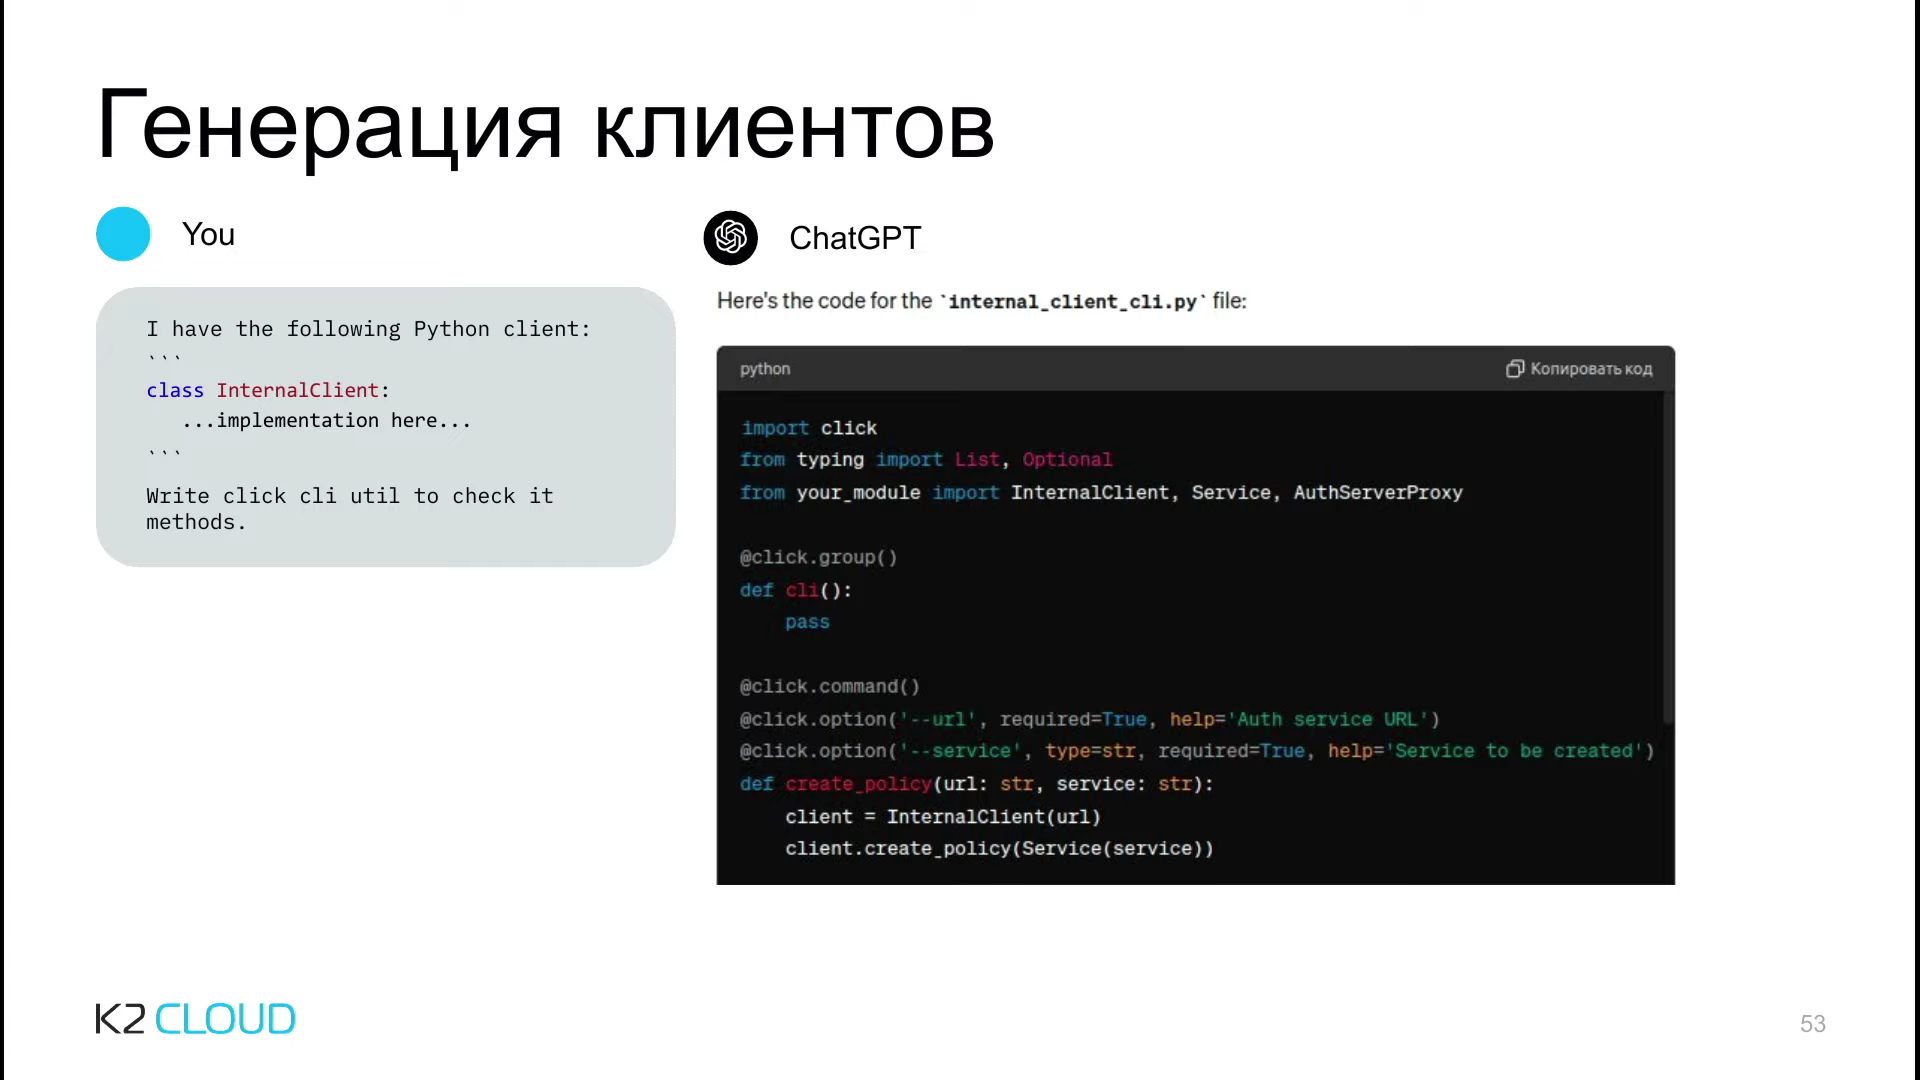 Генерация клиентов
You
I have the following Python client:
```
class InternalClient:
...implementation here...
```
Write click cli util to check it
methods.
ChatGPT
Here's the code for the `internal_client_cli.py` file:
python
Копировать код
import click
from typing import List, Optional
from your_module import InternalClient, Service, AuthServerProxy
@click.group()
def cli():
pass
@click.command()
@click.option('--url', required=True, help='Auth service URL')
@click.option('--service', type=str, required=True, help='Service to be created')
def create_policy(url: str, service: str):
client = InternalClient(url)
client.create_policy(Service(service))
K2 CLOUD
53